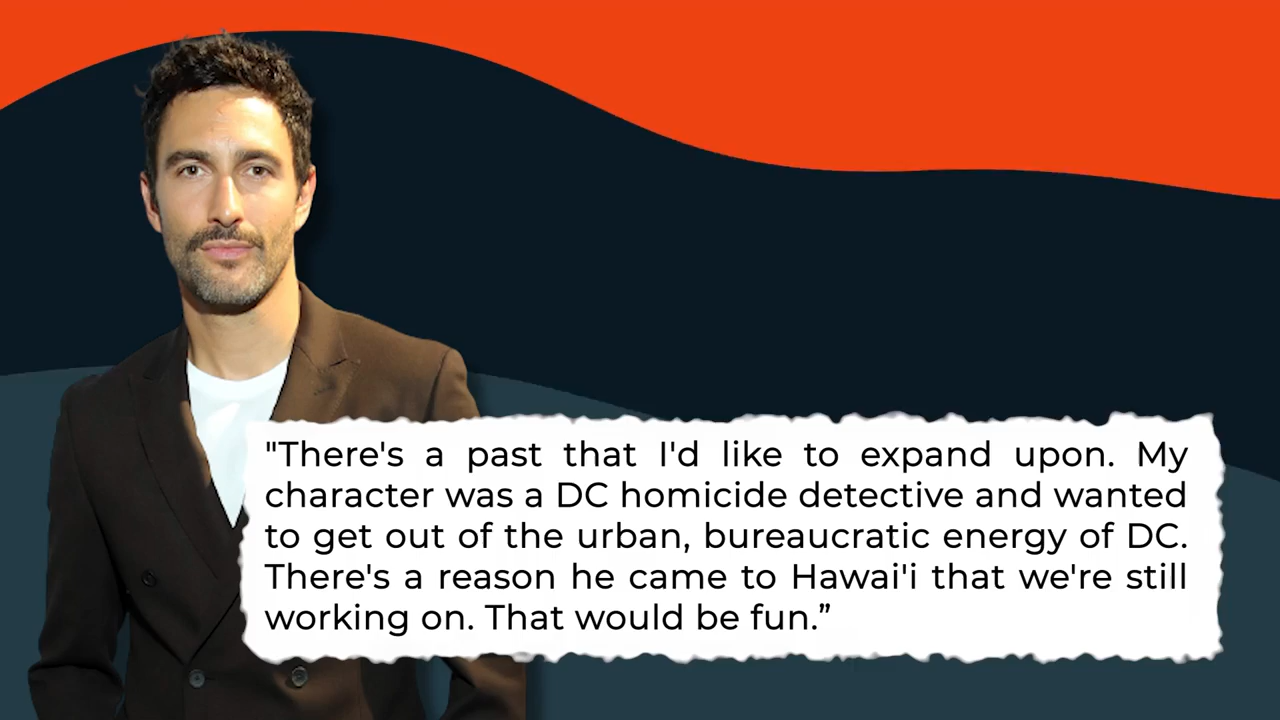 "There's a past that I'd like to expand upon. My
character was a DC homicide detective and wanted
to get out of the urban, bureaucratic energy of DC.
There's a reason he came to Hawai'i that we're still
working on. That would be fun.”